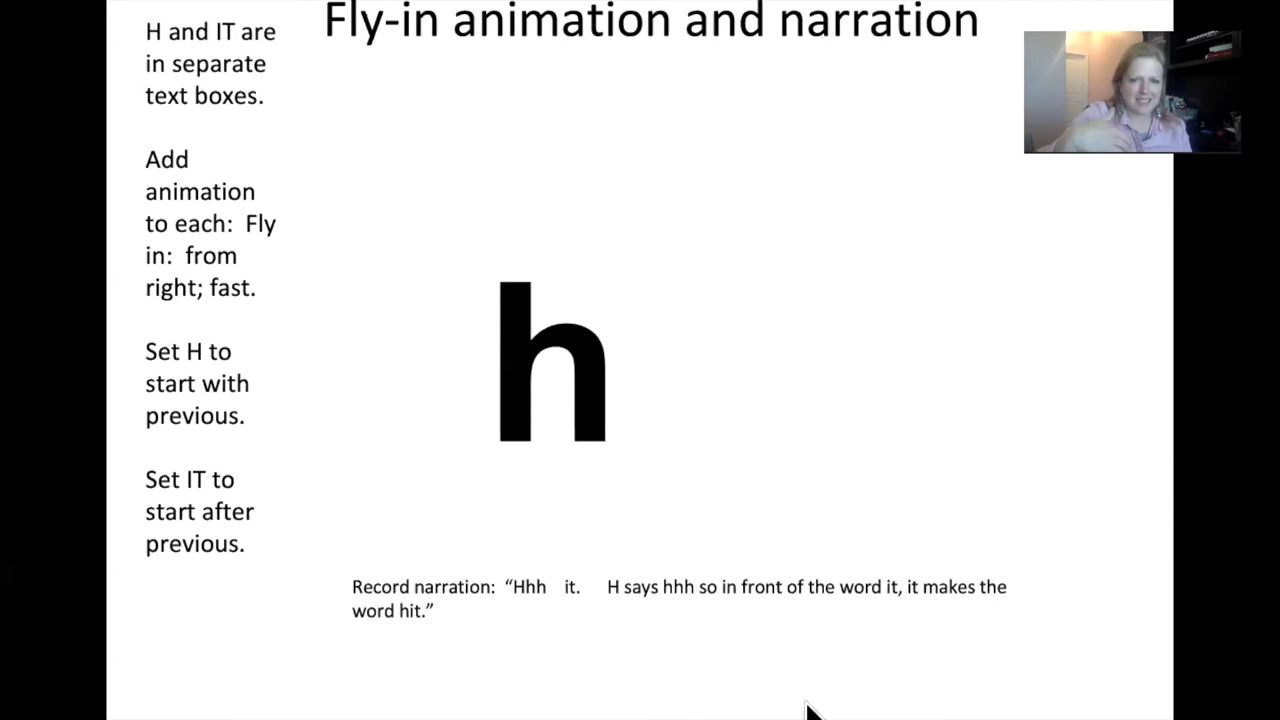 Fly-in animation and narration
H and IT are
in separate
text boxes.
Add
animation
to each:  Fly
in:  from
right; fast.
Set H to
start with
previous.
Set IT to
start after
previous.
h
Record narration:  “Hhh   it.     H says hhh so in front of the word it, it makes the
word hit.”